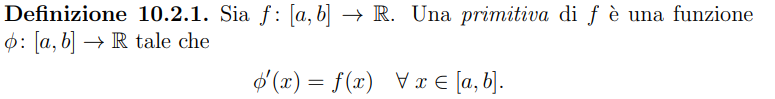 Definizione 10.2.1. Sia f : [a, b] → ℝ. Una primitiva di f è una funzione
ϕ : [a, b] → ℝ tale che
ϕ′(x) = f(x) ∀ x ∈ [a, b].